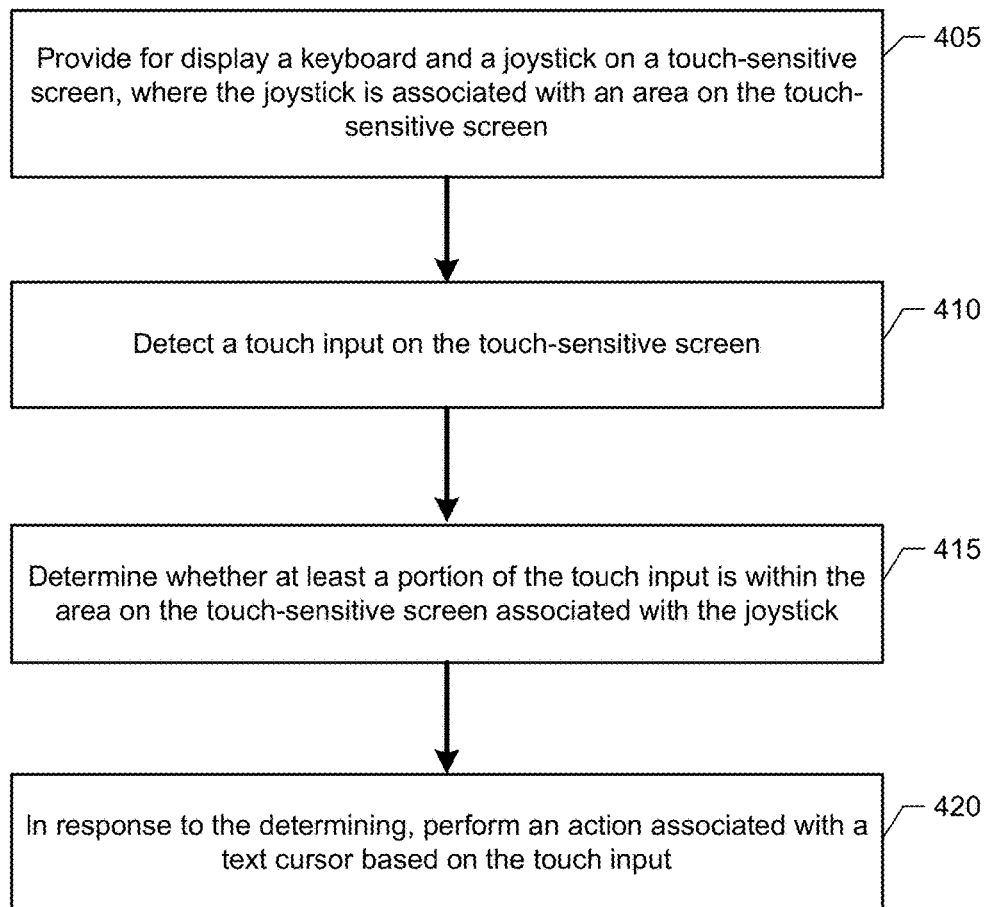 Provide for display a keyboard and a joystick on a touch-sensitive
screen, where the joystick is associated with an area on the touch-
sensitive screen
405
Detect a touch input on the touch-sensitive screen
410
Determine whether at least a portion of the touch input is within the
area on the touch-sensitive screen associated with the joystick
415
In response to the determining, perform an action associated with a
text cursor based on the touch input
420